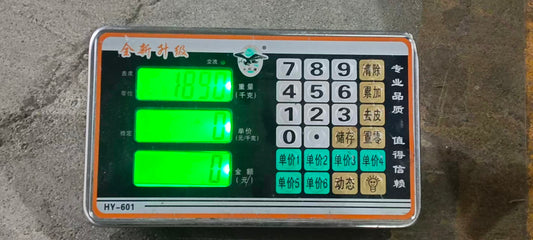 全新升级
交流
重量
(千克)
1890
单价
(元/千克)
0
金额
(元)
0
7 8 9 清除
4 5 6 累加
1 2 3 去皮
0 · 储存 置零
单价1 单价2 单价3 单价4
单价5 单价6 动态
专业品质 值得信赖
HY-601